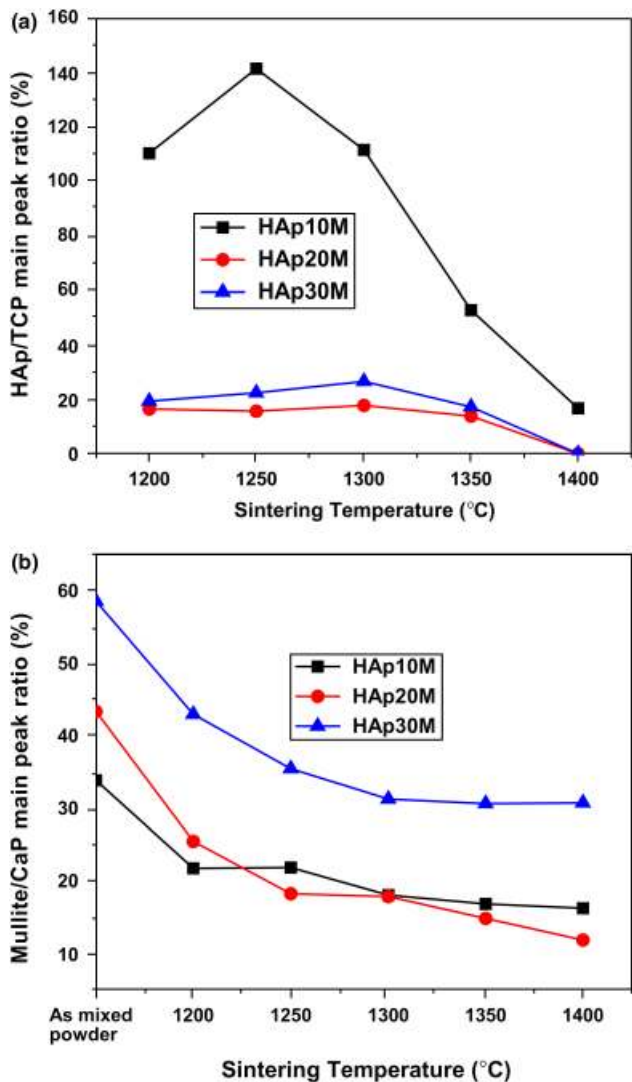 (a)
160
140
120
100
80
60
40
20
0
HAp/TCP main peak ratio (%)
HAp10M
HAp20M
HAp30M
1200
1250
1300
1350
1400
Sintering Temperature (°C)
(b)
60
50
40
30
20
10
Mullite/CaP main peak ratio (%)
HAp10M
HAp20M
HAp30M
As mixed
powder
1200
1250
1300
1350
1400
Sintering Temperature (°C)